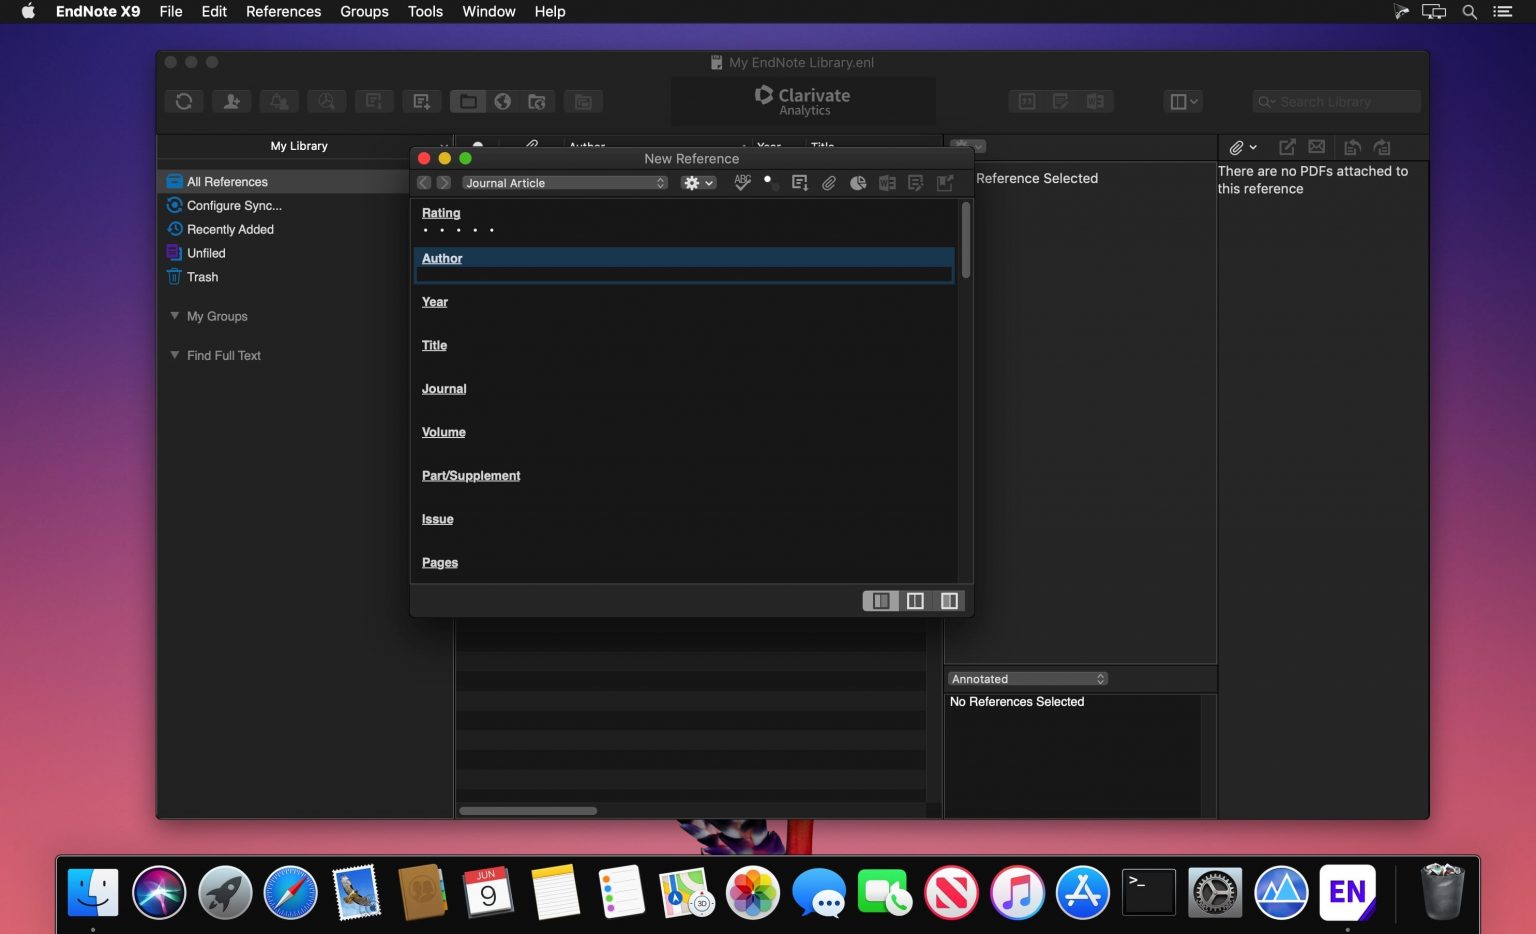 EndNote X9 File Edit References Groups Tools Window Help
My EndNote Library.enl
Clarivate
Analytics
Search Library
My Library
Author Year Title
All References
Configure Sync...
Recently Added
Unfiled
Trash
My Groups
Find Full Text
New Reference
Journal Article
ABC
Rating
Author
Year
Title
Journal
Volume
Part/Supplement
Issue
Pages
Reference Selected
There are no PDFs attached to
this reference
Annotated
No References Selected
JUN
9
3D
>_
EN